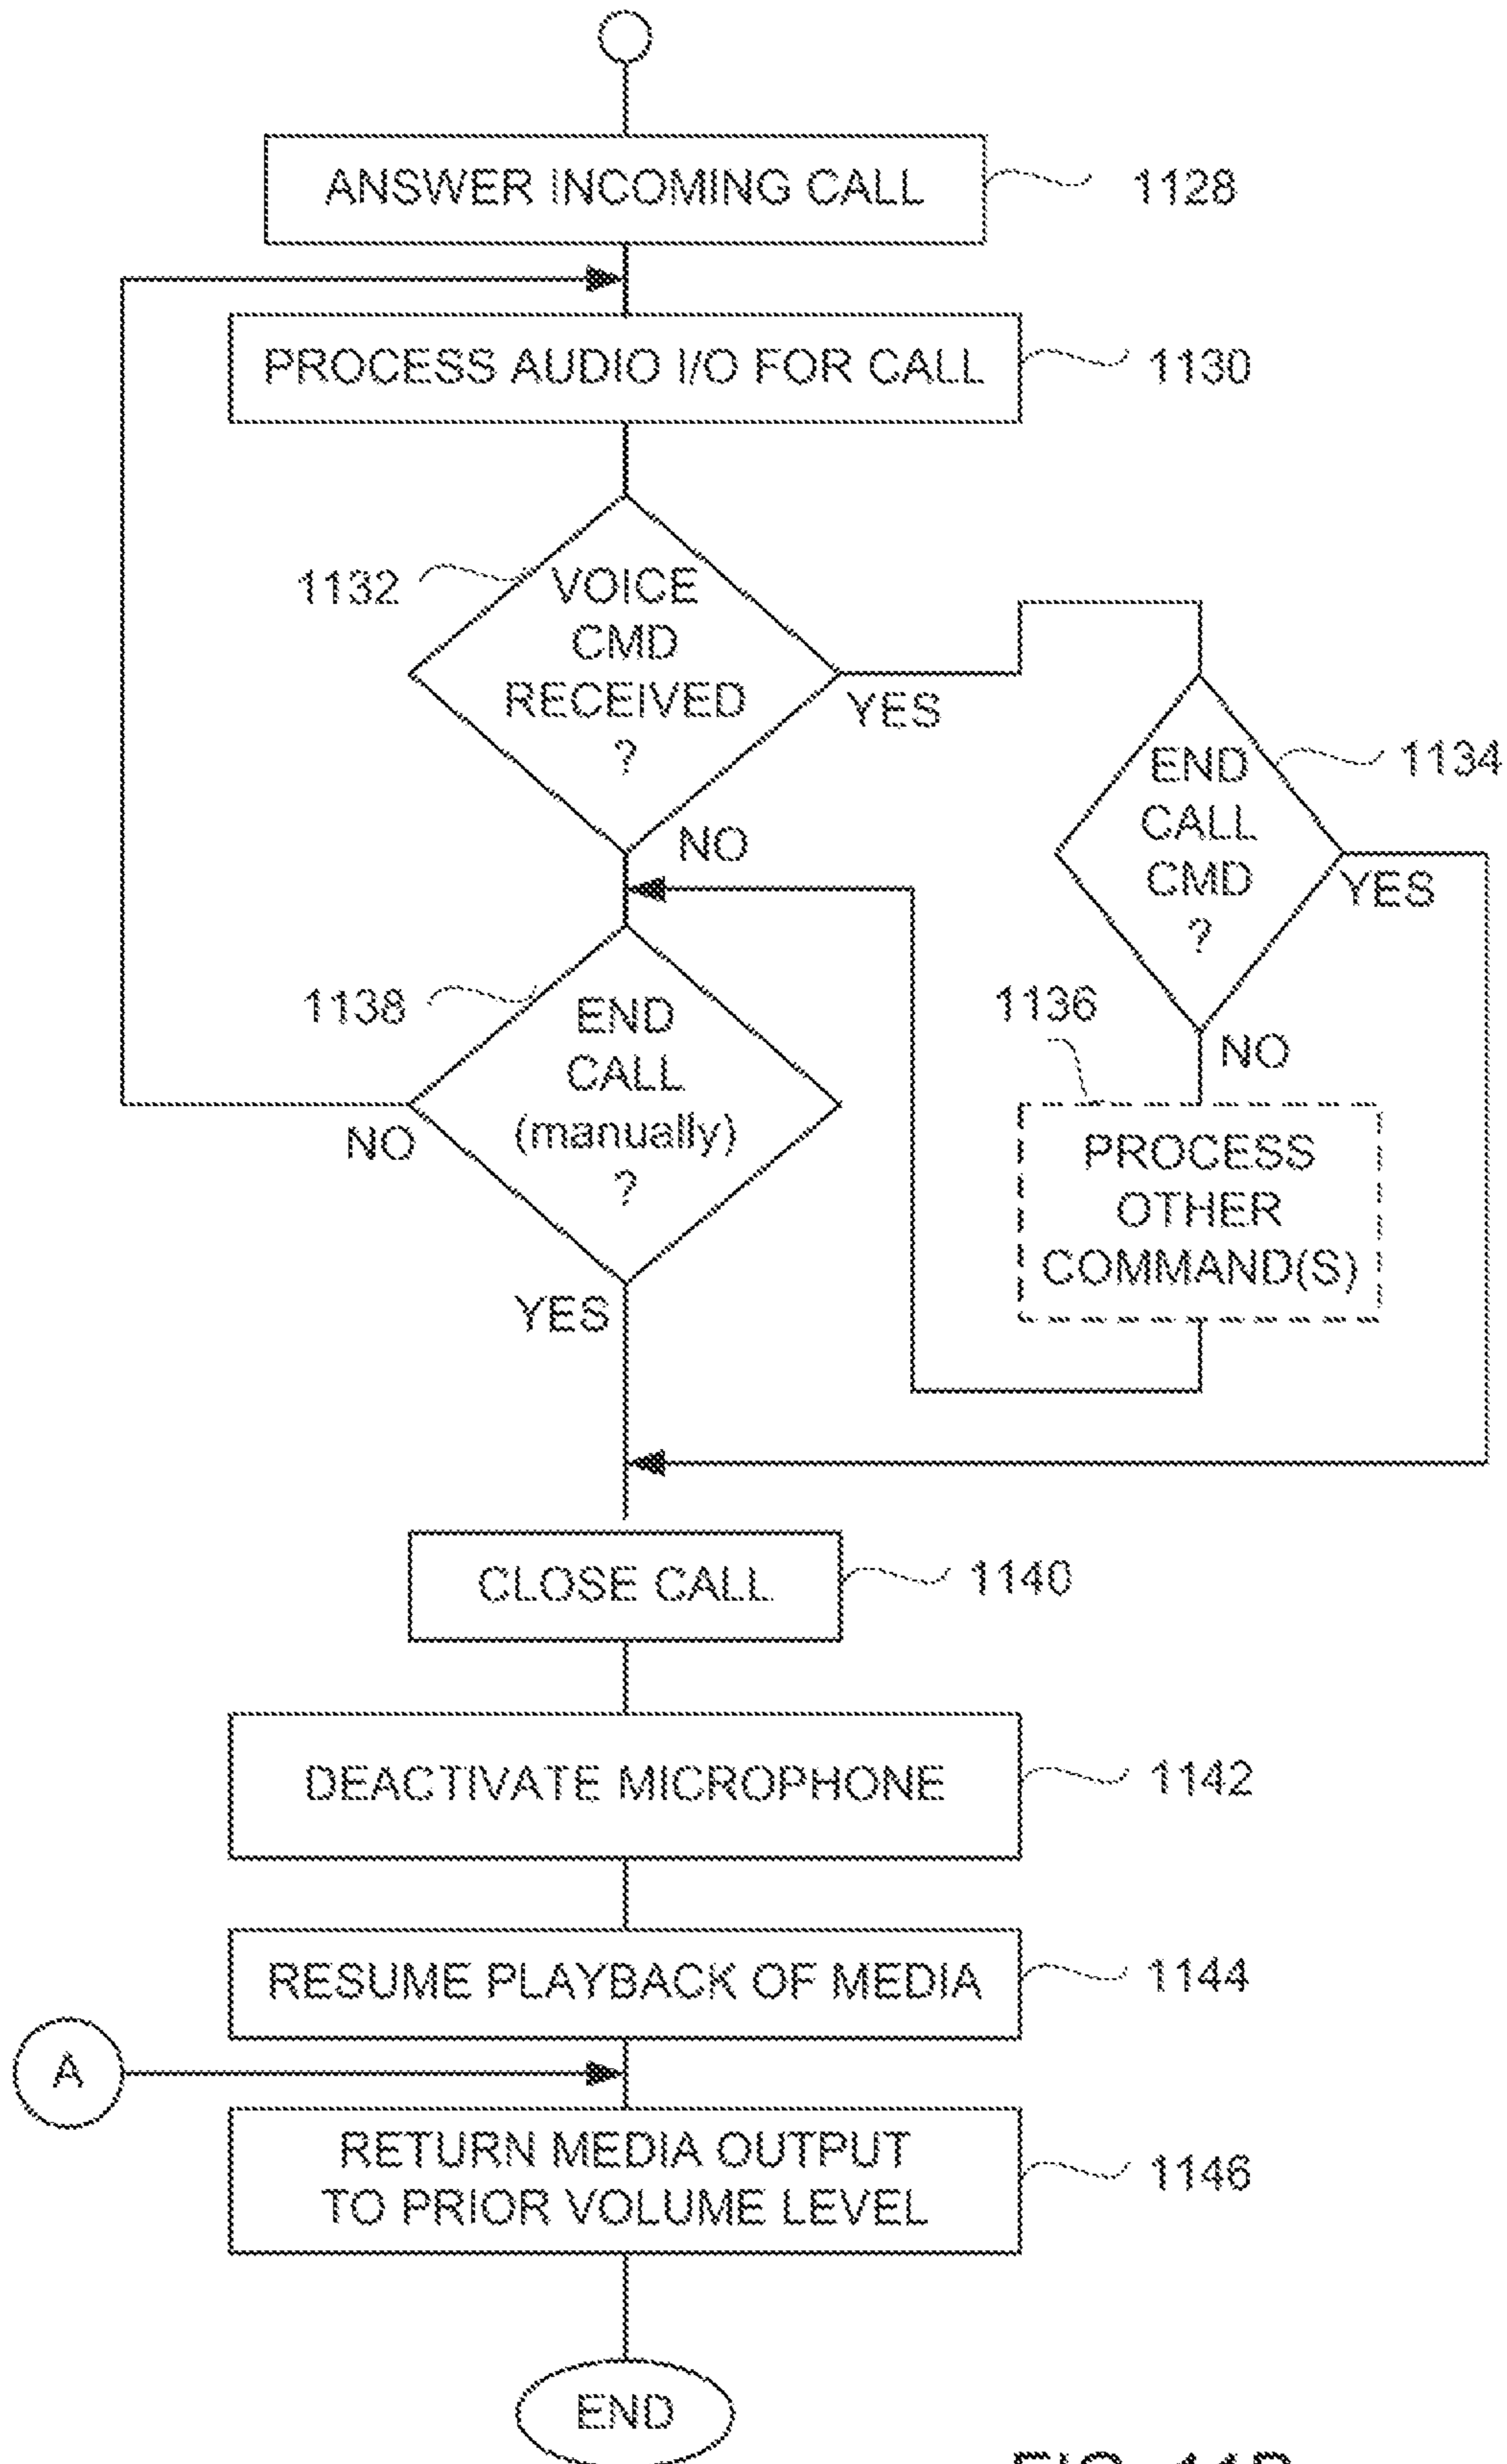 ANSWER INCOMING CALL
1128
PROCESS AUDIO I/O FOR CALL
1130
1132
VOICE
CMD
RECEIVED
?
YES
NO
END
CALL
CMD
?
1134
YES
NO
1136
PROCESS
OTHER
COMMAND(S)
1138
END
CALL
(manually)
?
NO
YES
CLOSE CALL
1140
DEACTIVATE MICROPHONE
1142
RESUME PLAYBACK OF MEDIA
1144
A
RETURN MEDIA OUTPUT
TO PRIOR VOLUME LEVEL
1146
END